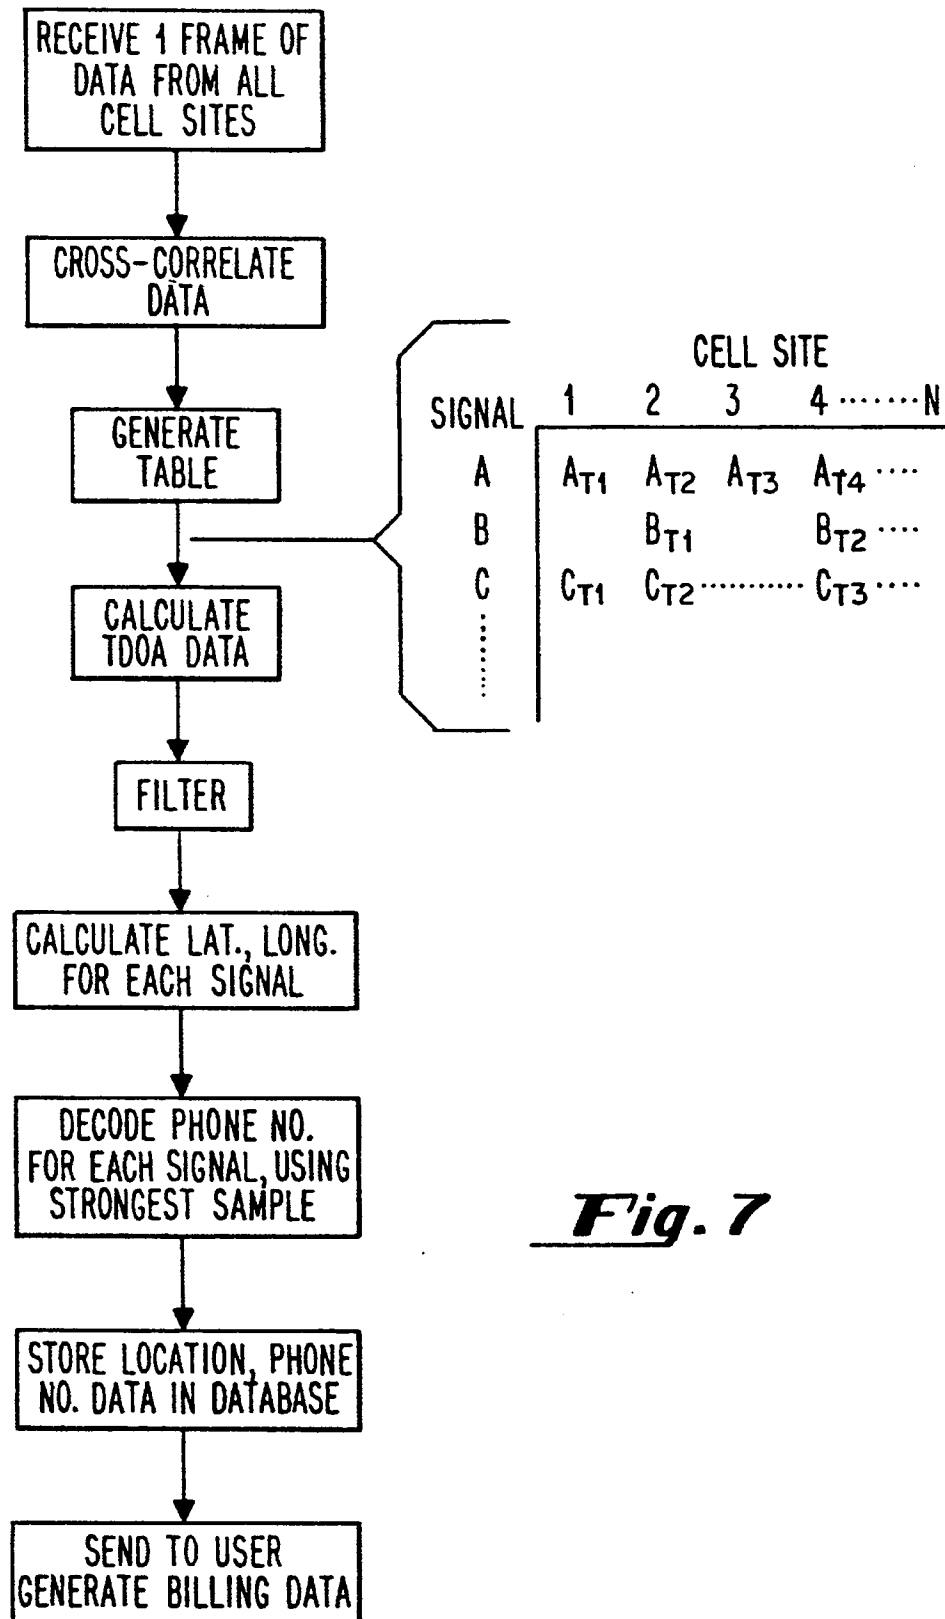 RECEIVE 1 FRAME OF
DATA FROM ALL
CELL SITES
CROSS-CORRELATE
DATA
GENERATE
TABLE
CALCULATE
TDOA DATA
FILTER
CALCULATE LAT., LONG.
FOR EACH SIGNAL
DECODE PHONE NO.
FOR EACH SIGNAL, USING
STRONGEST SAMPLE
STORE LOCATION, PHONE
NO. DATA IN DATABASE
SEND TO USER
GENERATE BILLING DATA
CELL SITE
SIGNAL 1 2 3 4 ······· N
A AT1 AT2 AT3 AT4 ····
B BT1 BT2 ····
C CT1 CT2 ·········· CT3 ····
Fig. 7